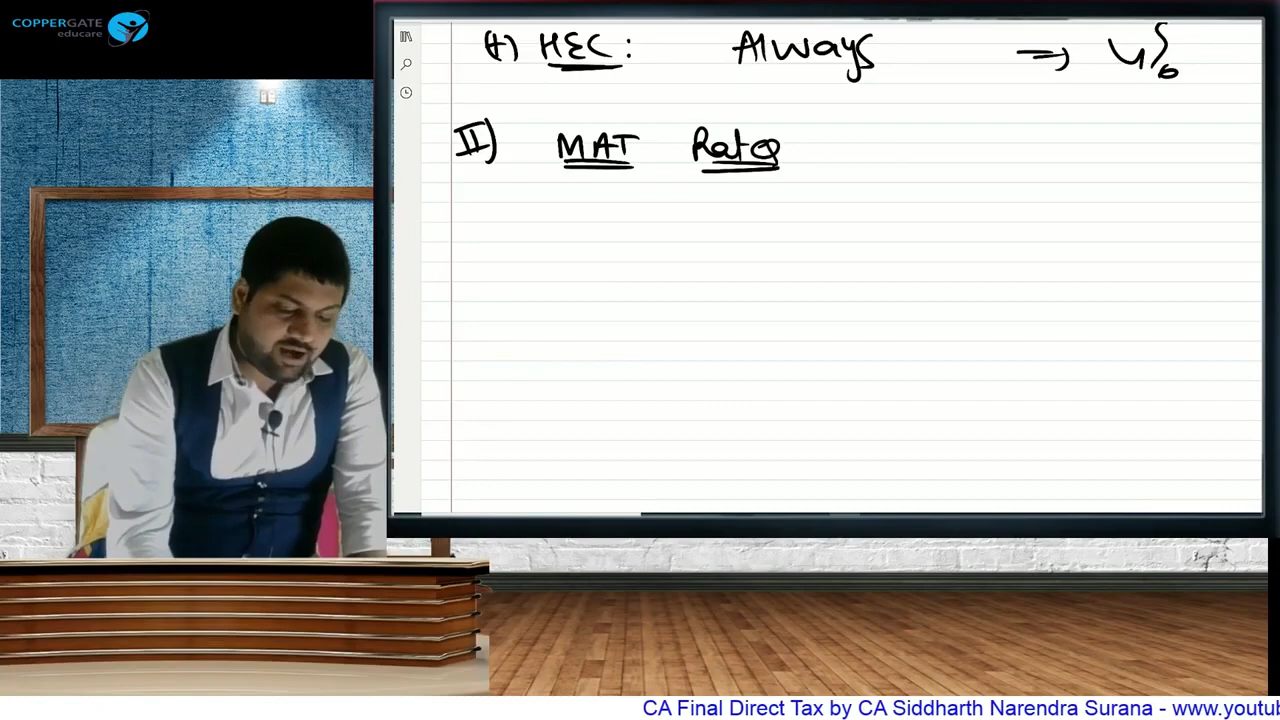 COPPERGATE
educare
(+) HEC : Always ⇒ 4%
II) MAT Rate
CA Final Direct Tax by CA Siddharth Narendra Surana - www.youtub